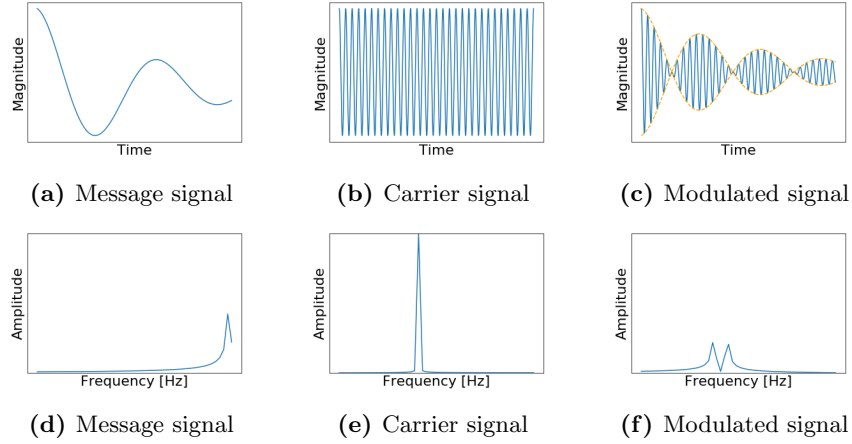 Magnitude
Time
(a) Message signal
Magnitude
Time
(b) Carrier signal
Magnitude
Time
(c) Modulated signal
Amplitude
Frequency [Hz]
(d) Message signal
Amplitude
Frequency [Hz]
(e) Carrier signal
Amplitude
Frequency [Hz]
(f) Modulated signal